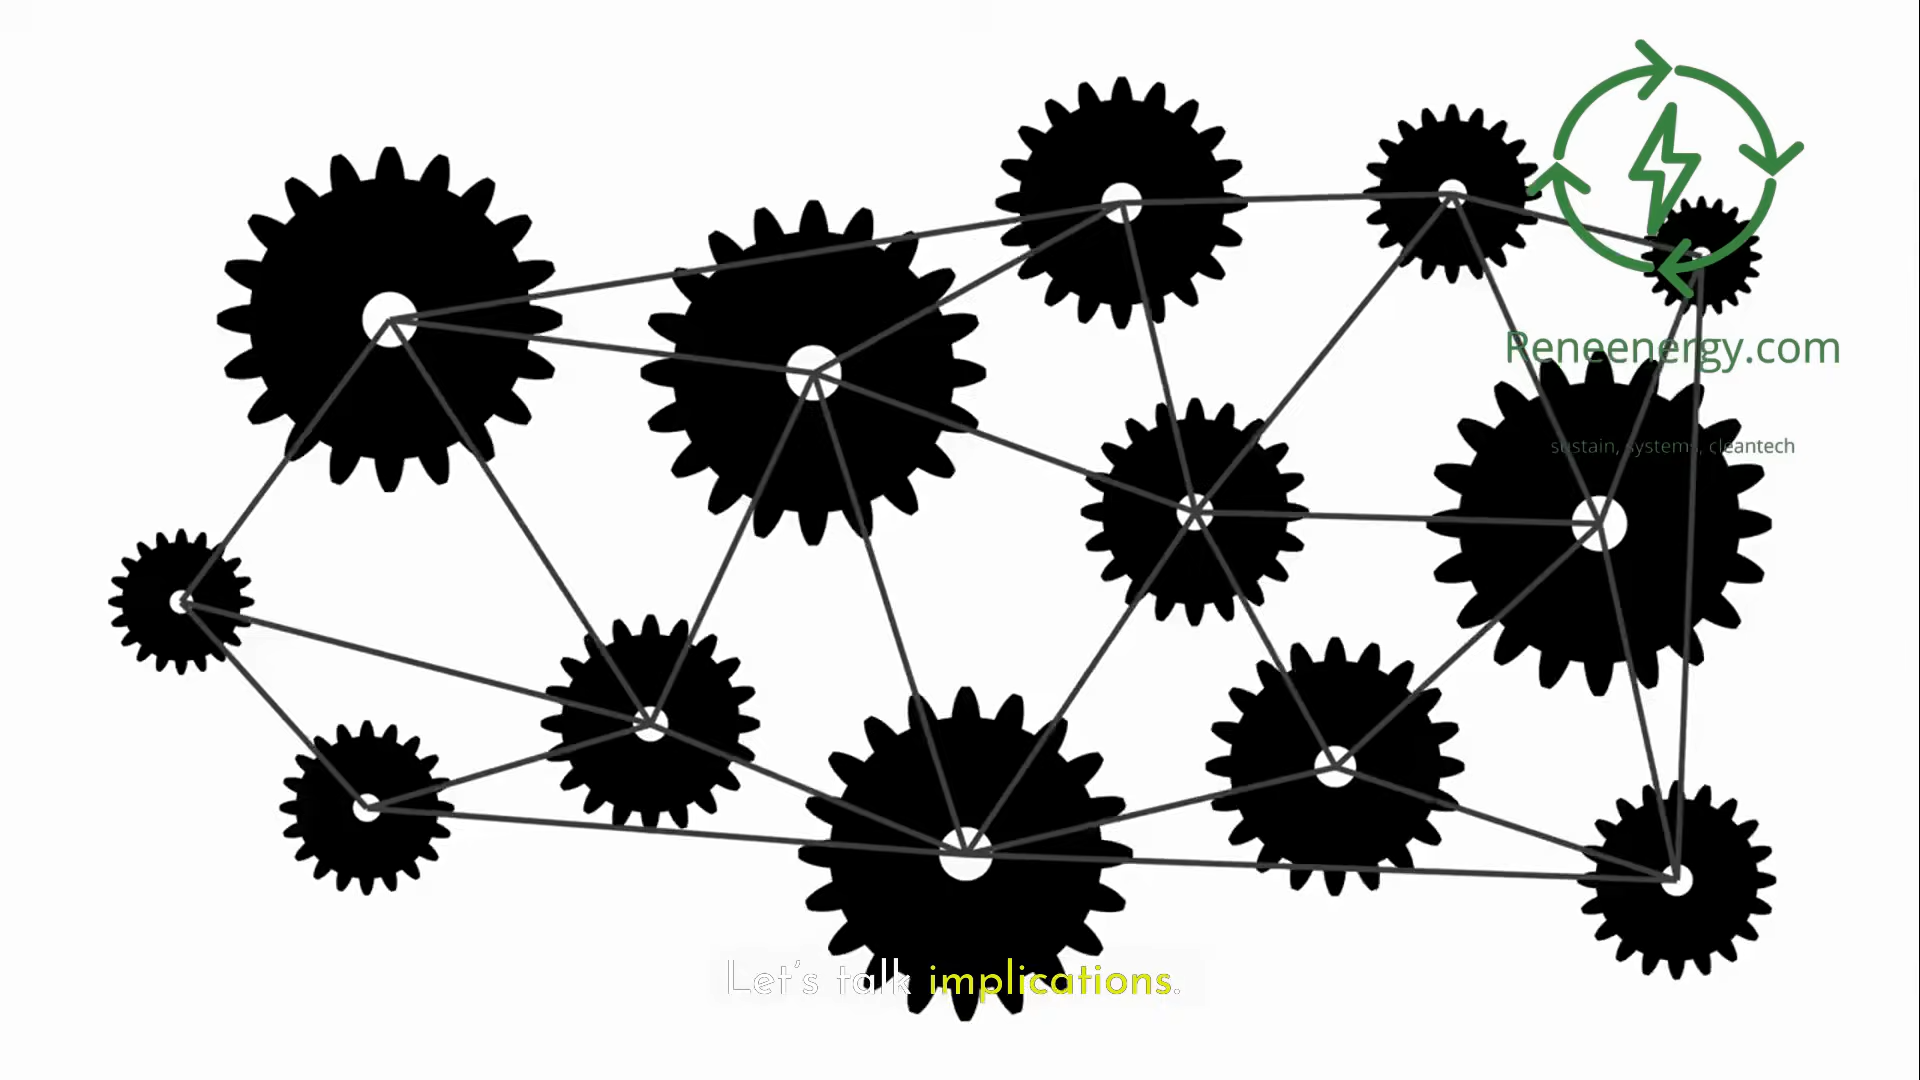 Reneenergy.com
sustain, systems, cleantech
Let's talk implications.